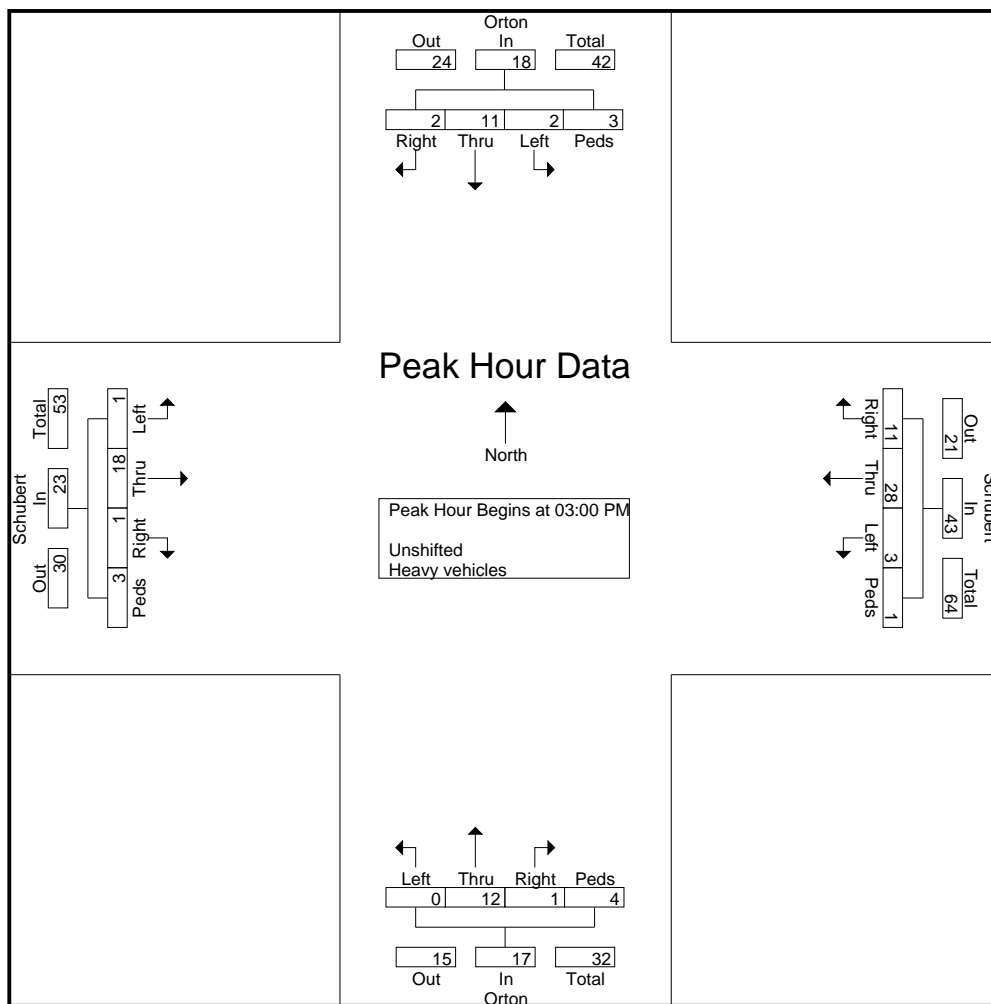 Orton
Out In Total
24 18 42
2 11 2 3
Right Thru Left Peds
Peak Hour Data
North
Peak Hour Begins at 03:00 PM
Unshifted
Heavy vehicles
Schubert
Total In Out
53 23 30
1 18 1 3
Left Thru Right Peds
Right Thru Left Peds
11 28 3 1
21 43 64
Out In Total
Schubert
Left Thru Right Peds
0 12 1 4
15 17 32
Out In Total
Orton